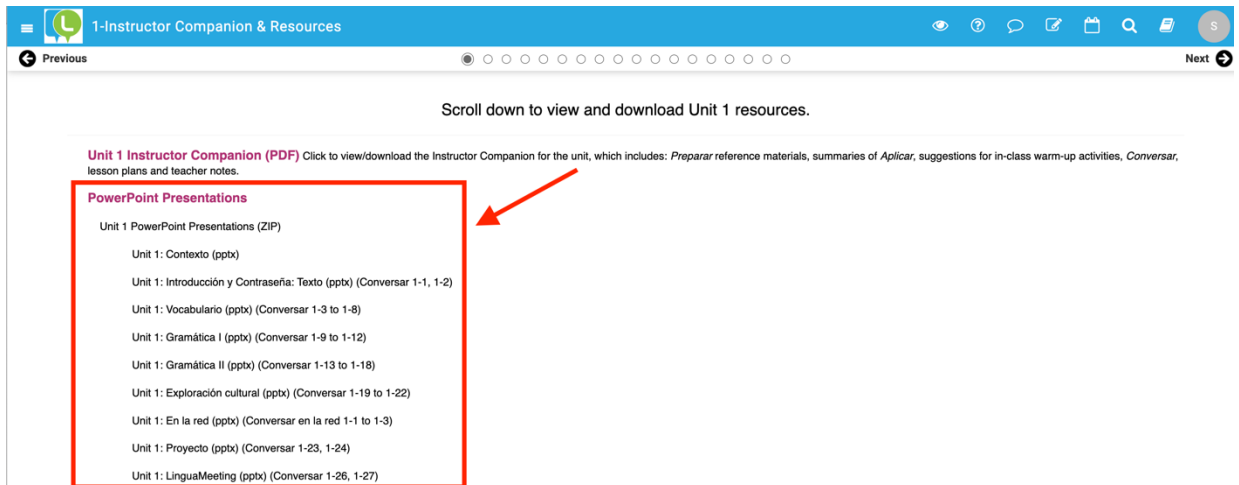 1-Instructor Companion & Resources
S
Previous
Next
Scroll down to view and download Unit 1 resources.
Unit 1 Instructor Companion (PDF) Click to view/download the Instructor Companion for the unit, which includes: Preparar reference materials, summaries of Aplicar, suggestions for in-class warm-up activities, Conversar,
lesson plans and teacher notes.
PowerPoint Presentations
Unit 1 PowerPoint Presentations (ZIP)
Unit 1: Contexto (pptx)
Unit 1: Introducción y Contraseña: Texto (pptx) (Conversar 1-1, 1-2)
Unit 1: Vocabulario (pptx) (Conversar 1-3 to 1-8)
Unit 1: Gramática I (pptx) (Conversar 1-9 to 1-12)
Unit 1: Gramática II (pptx) (Conversar 1-13 to 1-18)
Unit 1: Exploración cultural (pptx) (Conversar 1-19 to 1-22)
Unit 1: En la red (pptx) (Conversar en la red 1-1 to 1-3)
Unit 1: Proyecto (pptx) (Conversar 1-23, 1-24)
Unit 1: LinguaMeeting (pptx) (Conversar 1-26, 1-27)